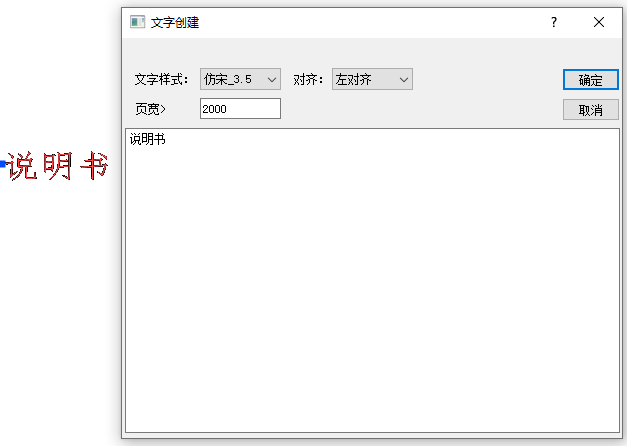 文字创建
?
文字样式: 仿宋_3.5 对齐: 左对齐 确定
页宽> 2000 取消
说明书
说明书